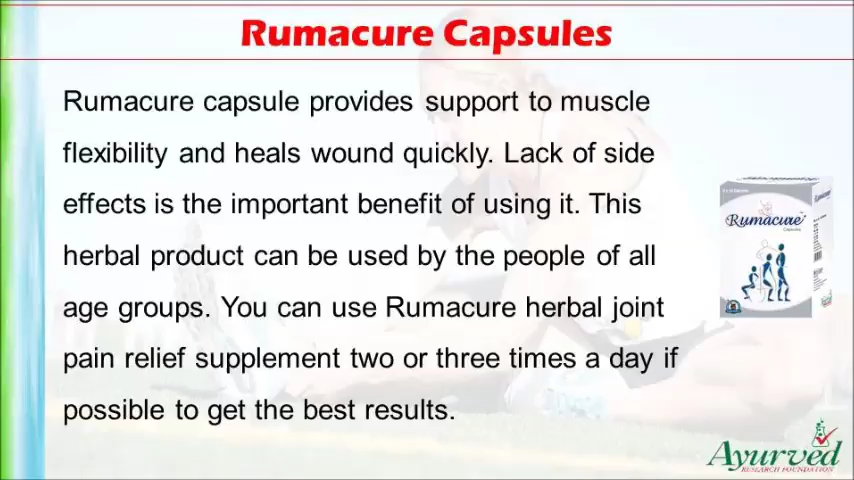 Rumacure Capsules
Rumacure capsule provides support to muscle
flexibility and heals wound quickly. Lack of side
effects is the important benefit of using it. This
herbal product can be used by the people of all
age groups. You can use Rumacure herbal joint
pain relief supplement two or three times a day if
possible to get the best results.
Rumacure
Capsules
Ayurved
RESEARCH FOUNDATION